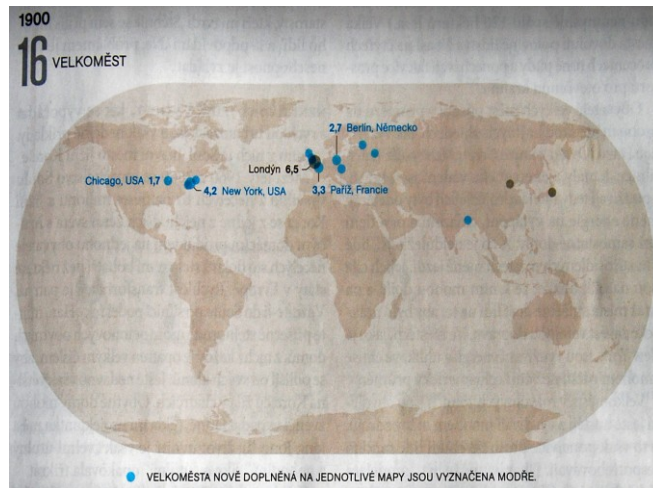 1900
16 VELKOMĚST
2,7 Berlín, Německo
Londýn 6,5
Chicago, USA 1,7
4,2 New York, USA
3,3 Paříž, Francie
VELKOMĚSTA NOVĚ DOPLNĚNÁ NA JEDNOTLIVÉ MAPY JSOU VYZNAČENA MODŘE.